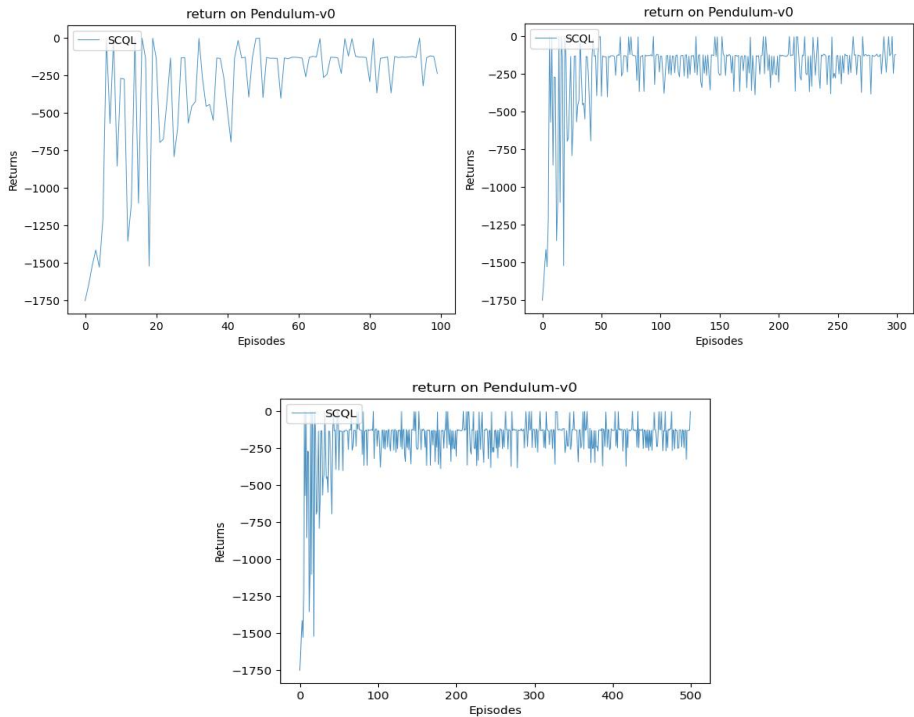 return on Pendulum-v0
SCQL
0
−250
−500
−750
−1000
−1250
−1500
−1750
Returns
0 20 40 60 80 100
Episodes
return on Pendulum-v0
SCQL
0
−250
−500
−750
−1000
−1250
−1500
−1750
Returns
0 50 100 150 200 250 300
Episodes
return on Pendulum-v0
SCQL
0
−250
−500
−750
−1000
−1250
−1500
−1750
Returns
0 100 200 300 400 500
Episodes